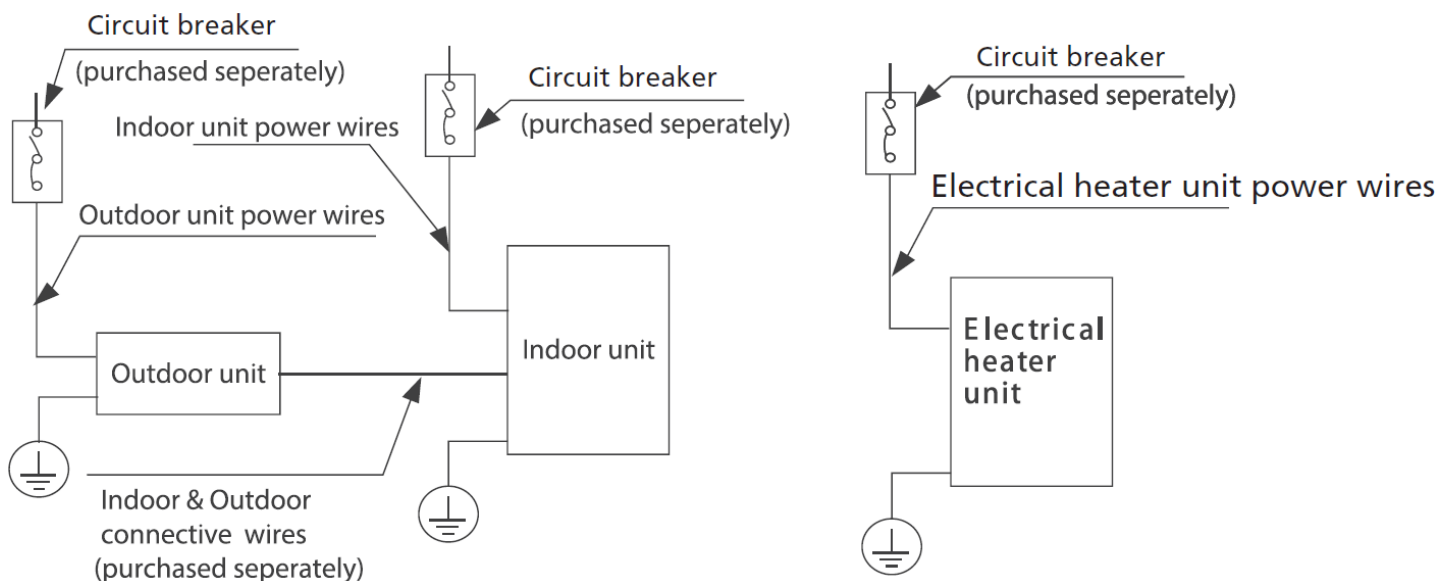 Circuit breaker
(purchased seperately)
Circuit breaker
(purchased seperately)
Indoor unit power wires
Outdoor unit power wires
Outdoor unit
Indoor unit
Indoor & Outdoor
connective wires
(purchased seperately)
Circuit breaker
(purchased seperately)
Electrical heater unit power wires
Electrical
heater
unit